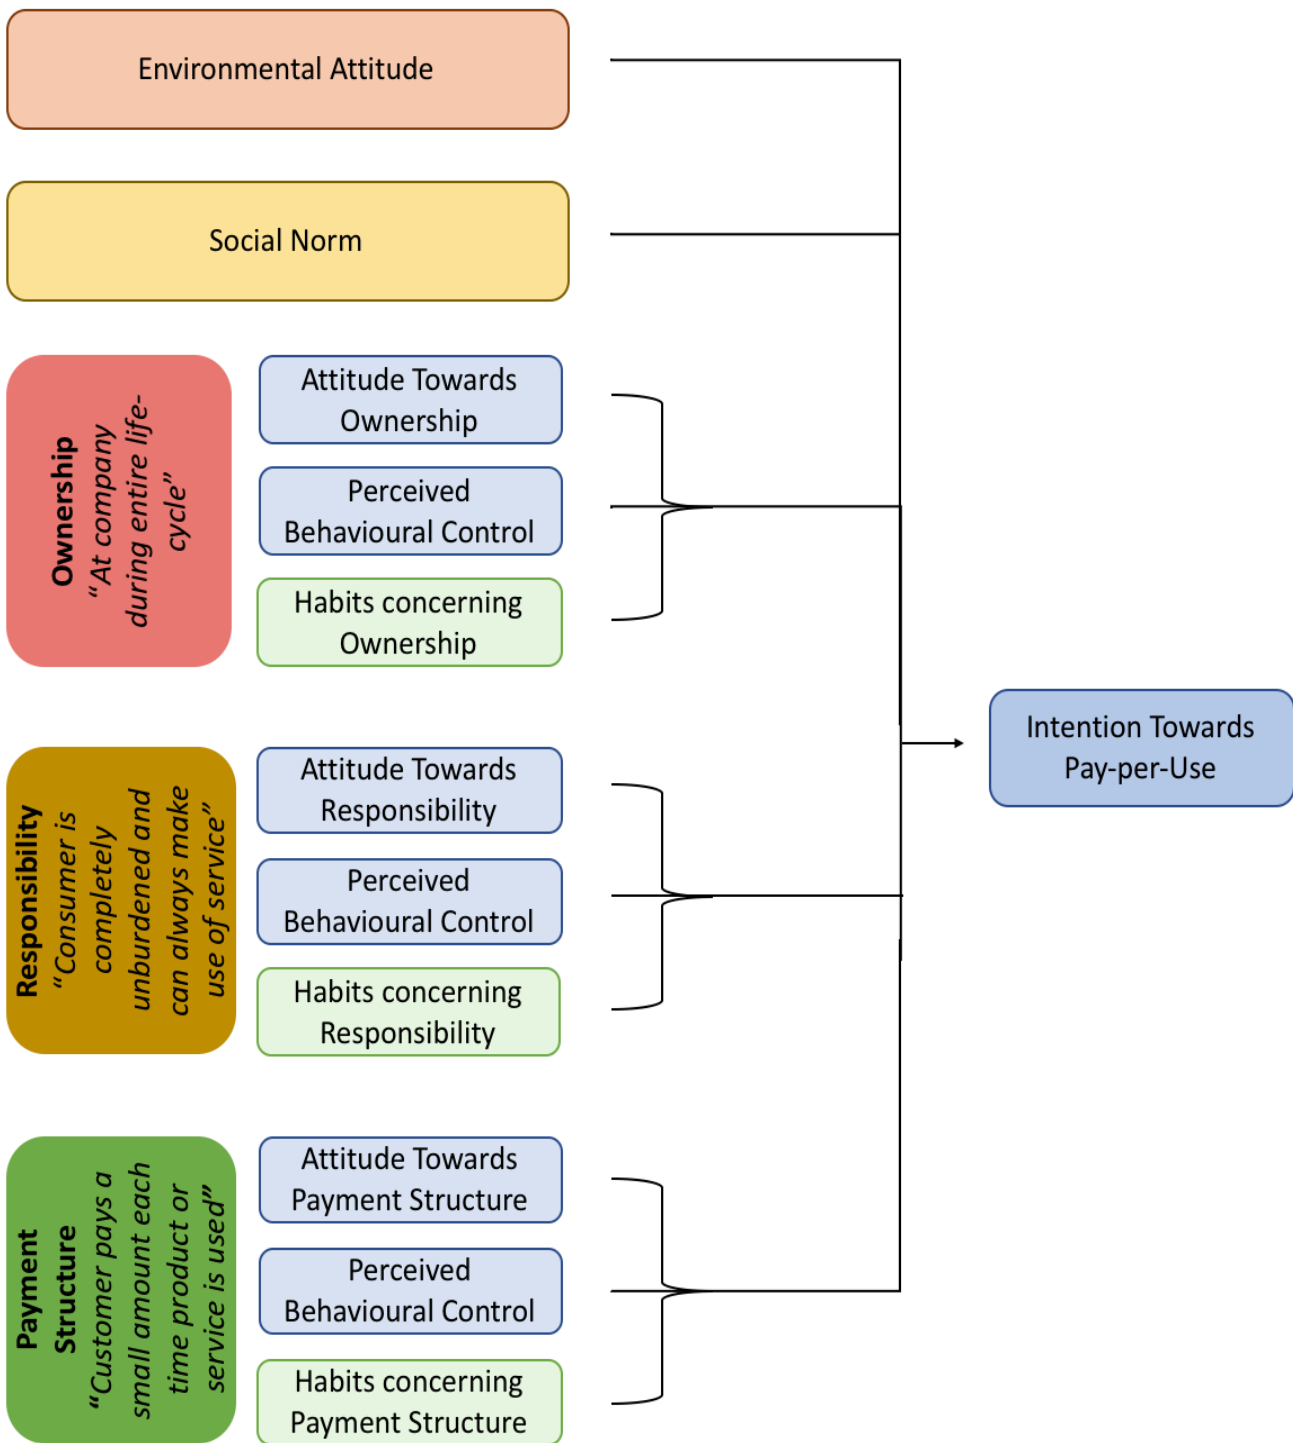 Environmental Attitude
Social Norm
Ownership
“At company
during entire life-
cycle”
Attitude Towards
Ownership
Perceived
Behavioural Control
Habits concerning
Ownership
Responsibility
“Consumer is
completely
unburdened and
can always make
use of service”
Attitude Towards
Responsibility
Perceived
Behavioural Control
Habits concerning
Responsibility
Payment
Structure
“Customer pays a
small amount each
time product or
service is used”
Attitude Towards
Payment Structure
Perceived
Behavioural Control
Habits concerning
Payment Structure
Intention Towards
Pay-per-Use